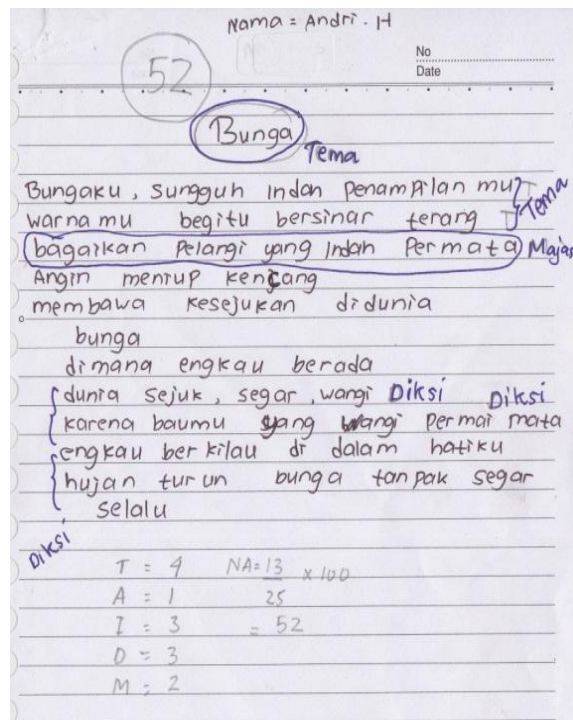 Nama = Andri . H
No
Date
52
Bunga
Tema
Bungaku, sungguh indah penampilan mu
warna mu begitu bersinar terang
Tema
bagaikan Pelangi yang Indah Permata
Majas
Angin meniup kencang
membawa kesejukan didunia
bunga
dimana engkau berada
dunia sejuk, segar, wangi Diksi Diksi
karena baumu yang wangi Permai mata
engkau berkilau di dalam hatiku
hujan turun bunga tanpak segar
selalu
Diksi
T = 4 NA = 13 x 100
A = 1 25
I = 3 = 52
D = 3
M = 2